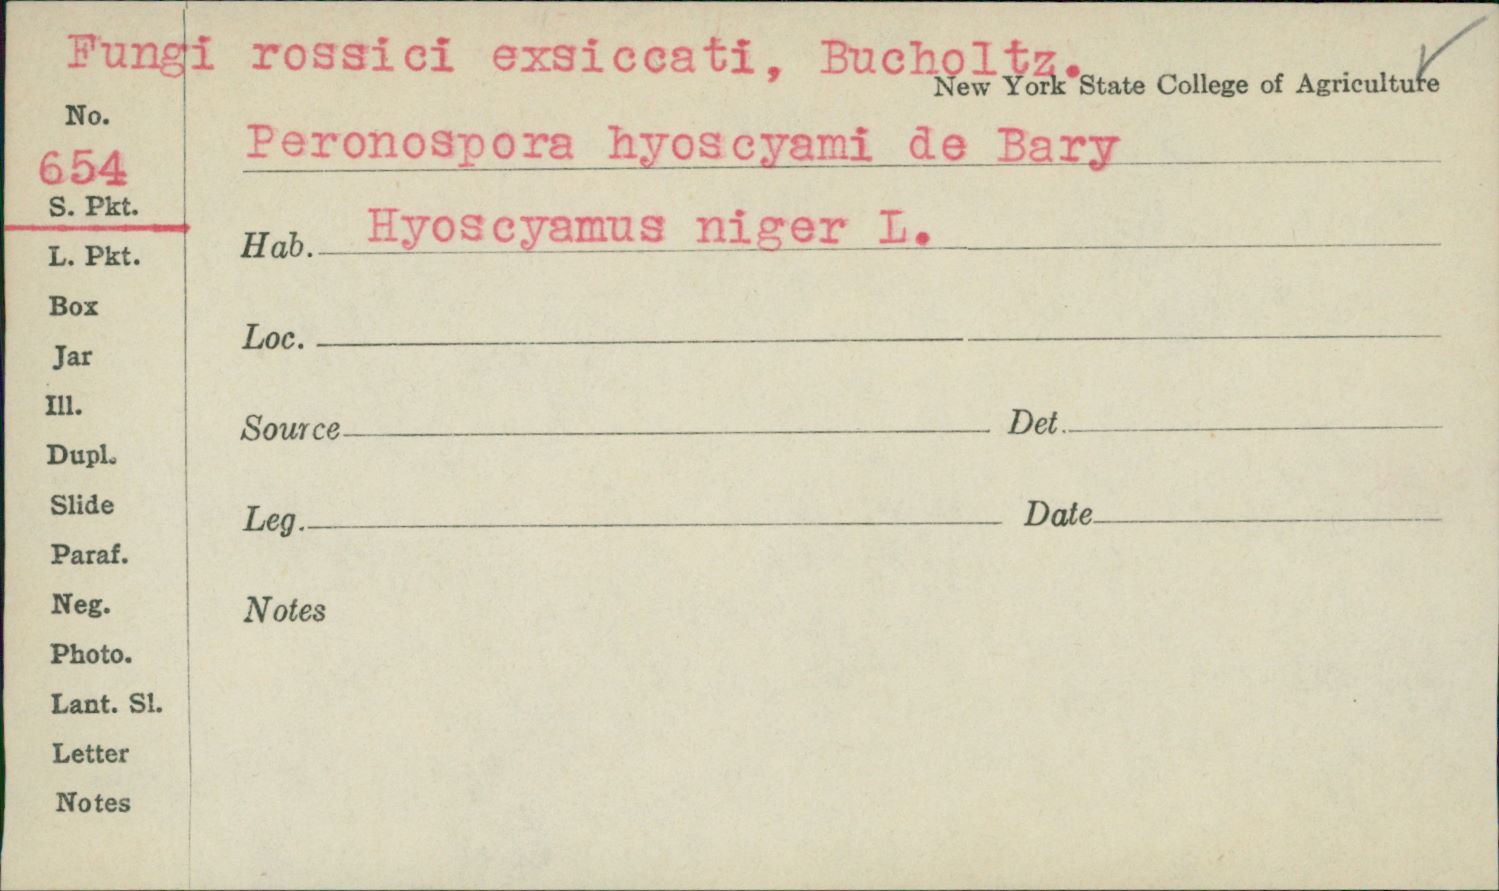 Fungi rossici exsiccati, Bucholtz.
New York State College of Agriculture
No.
654
Peronospora hyoscyami de Bary
S. Pkt.
Hab. Hyoscyamus niger L.
L. Pkt.
Box
Loc.
Jar
Ill.
Source Det.
Dupl.
Slide
Leg. Date
Paraf.
Neg.
Notes
Photo.
Lant. Sl.
Letter
Notes